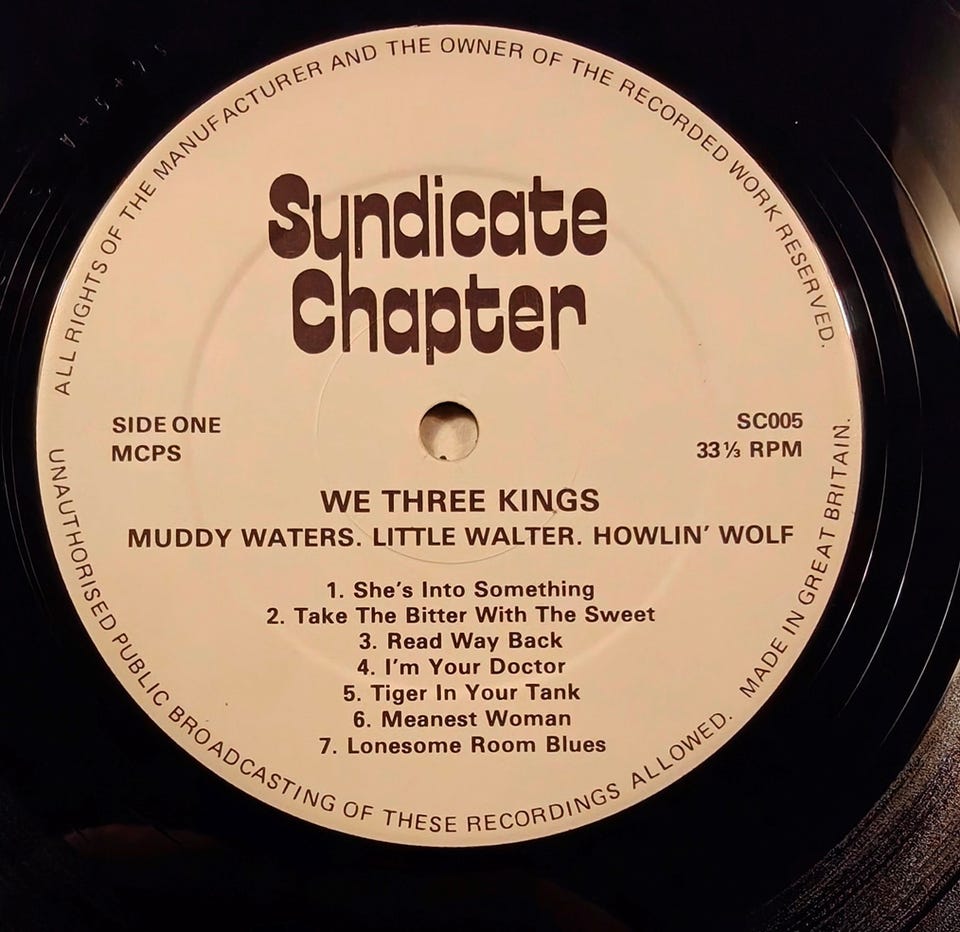 ALL RIGHTS OF THE MANUFACTURER AND THE OWNER OF THE RECORDED WORK RESERVED.
Syndicate
Chapter
SIDE ONE
MCPS
SC005
33⅓ RPM
WE THREE KINGS
MUDDY WATERS. LITTLE WALTER. HOWLIN' WOLF
1. She's Into Something
2. Take The Bitter With The Sweet
3. Read Way Back
4. I'm Your Doctor
5. Tiger In Your Tank
6. Meanest Woman
7. Lonesome Room Blues
UNAUTHORISED PUBLIC BROADCASTING OF THESE RECORDINGS ALLOWED. MADE IN GREAT BRITAIN.